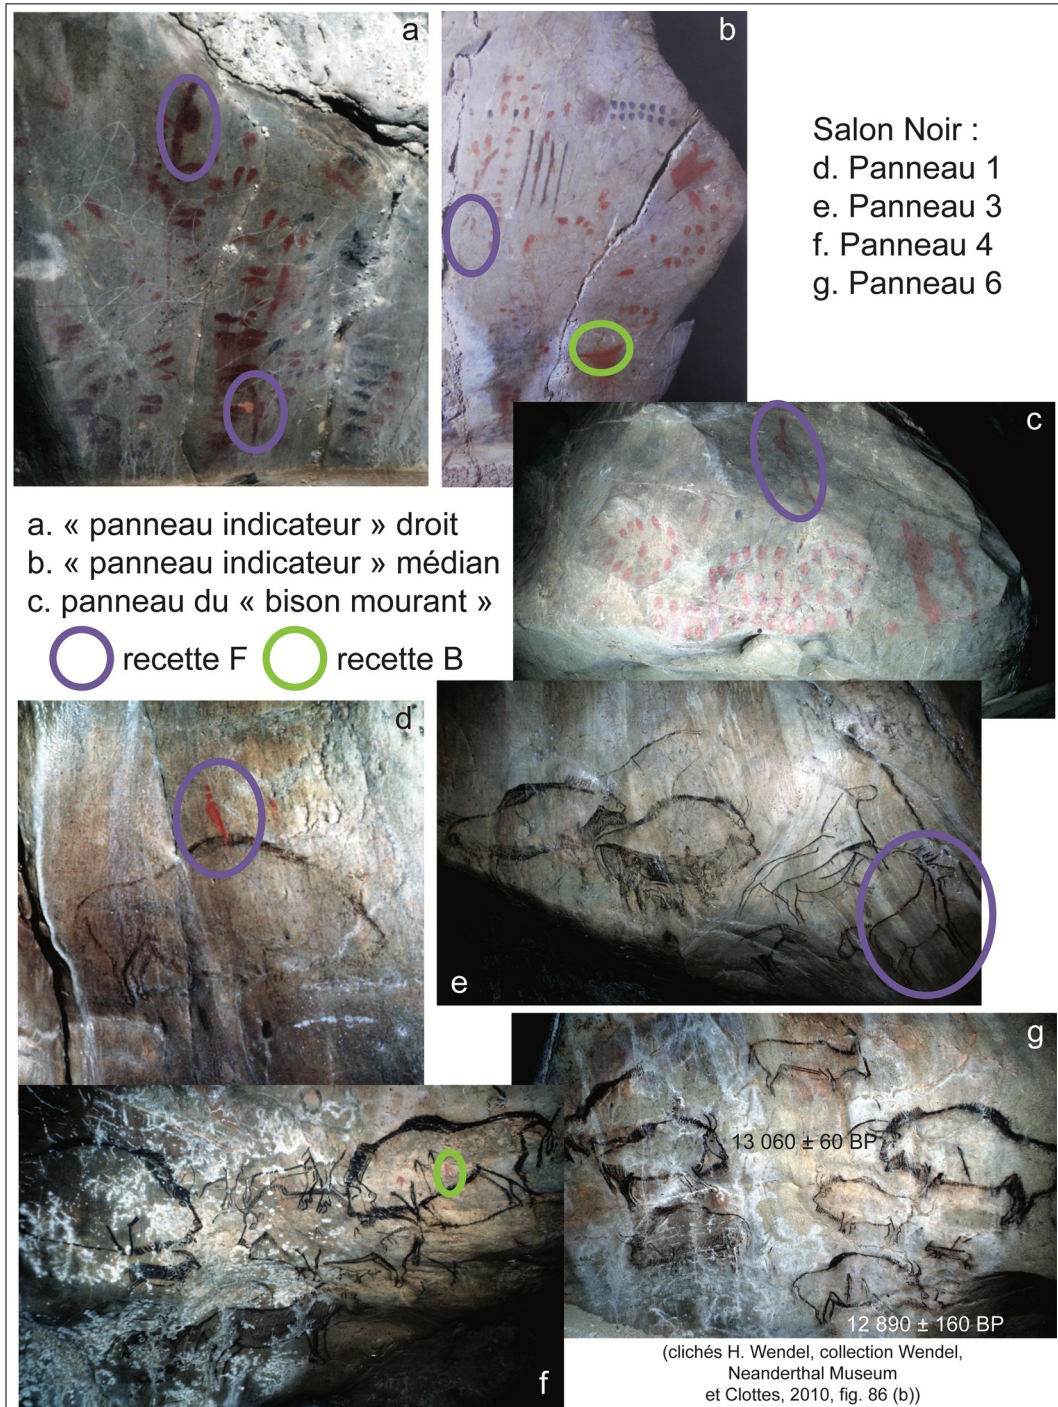 a
b
Salon Noir :
d. Panneau 1
e. Panneau 3
f. Panneau 4
g. Panneau 6
c
a. « panneau indicateur » droit
b. « panneau indicateur » médian
c. panneau du « bison mourant »
recette F
recette B
d
e
g
13 060 ± 60 BP
12 890 ± 160 BP
f
(clichés H. Wendel, collection Wendel,
Neanderthal Museum
et Clottes, 2010, fig. 86 (b))